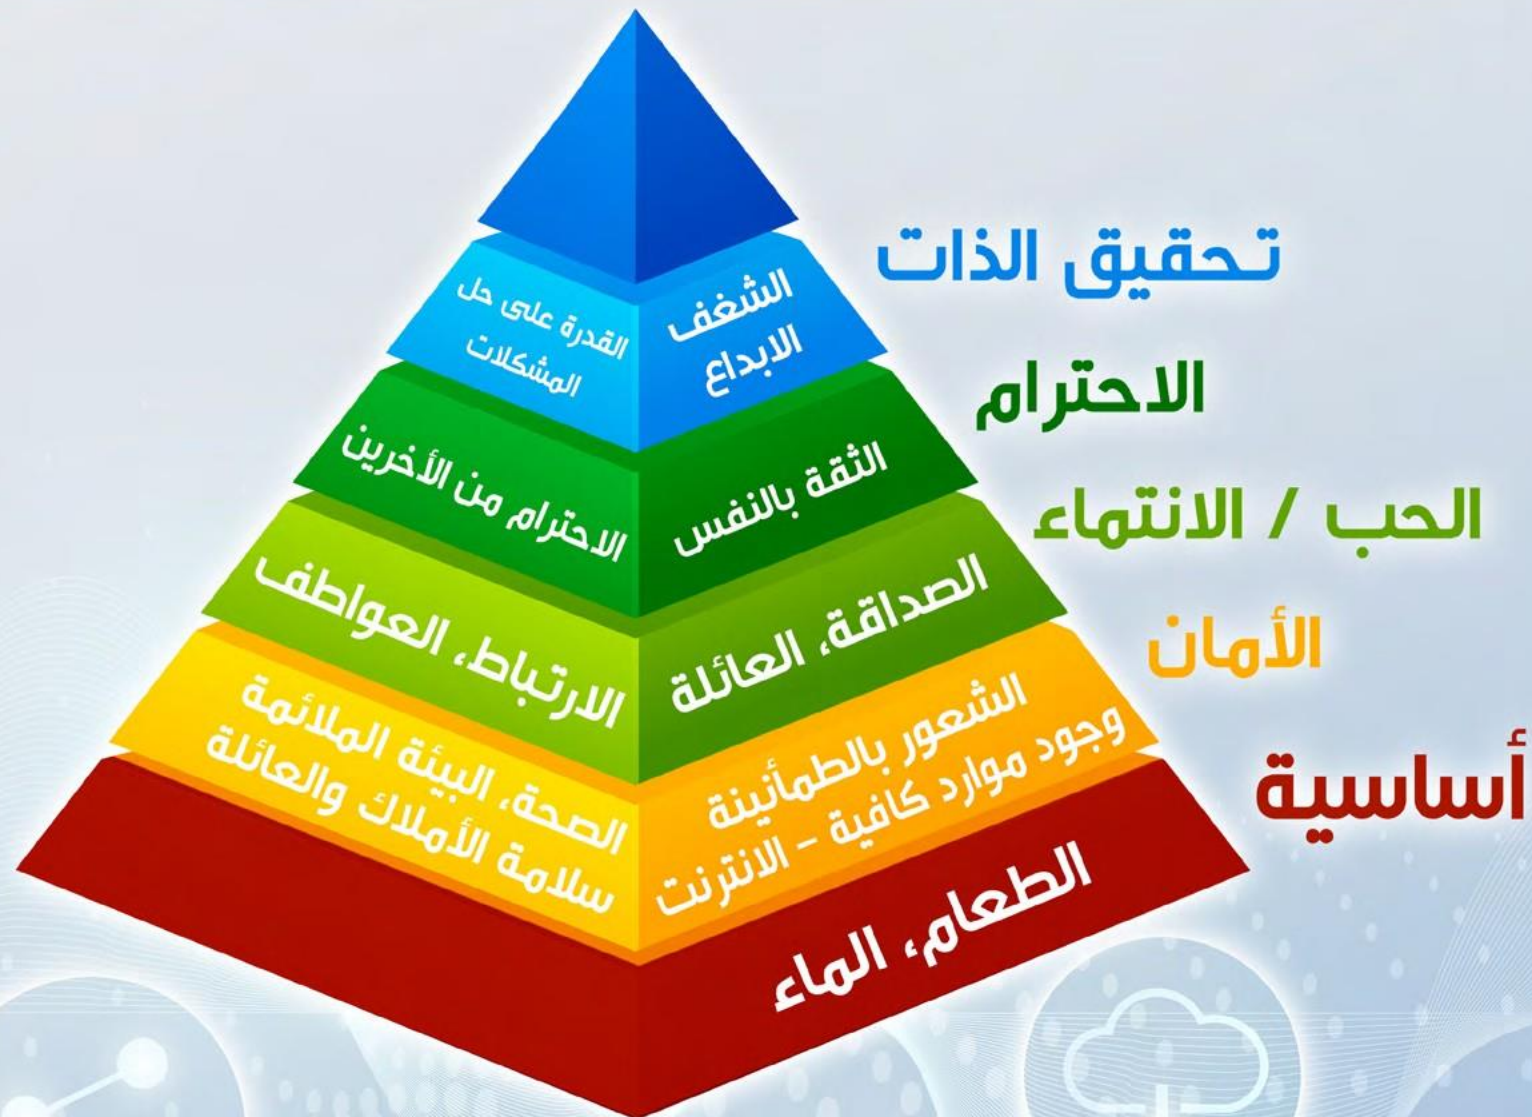 تحقيق الذات
الشغف
الابداع
القدرة على حل
المشكلات
الاحترام
الثقة بالنفس
الاحترام من الأخرين
الحب / الانتماء
الصداقة، العائلة
الارتباط، العواطف
الأمان
الشعور بالطمأنينة
وجود موارد كافية - الانترنت
الصحة، البيئة الملائمة
سلامة الأملاك والعائلة
أساسية
الطعام، الماء